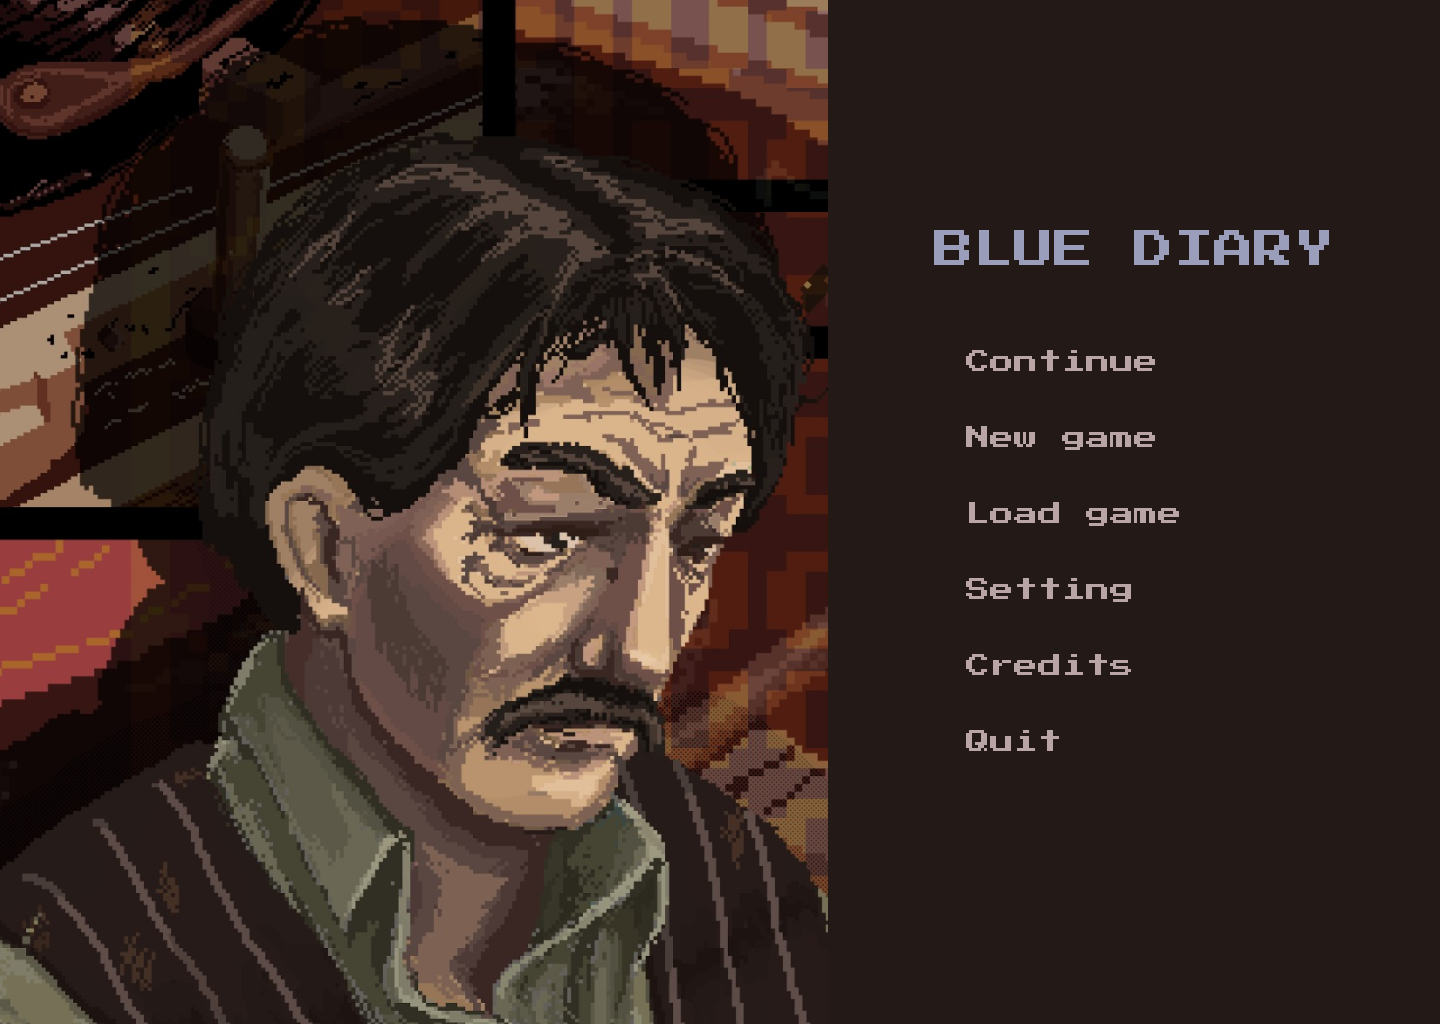 BLUE DIARY
Continue
New game
Load game
Setting
Credits
Quit